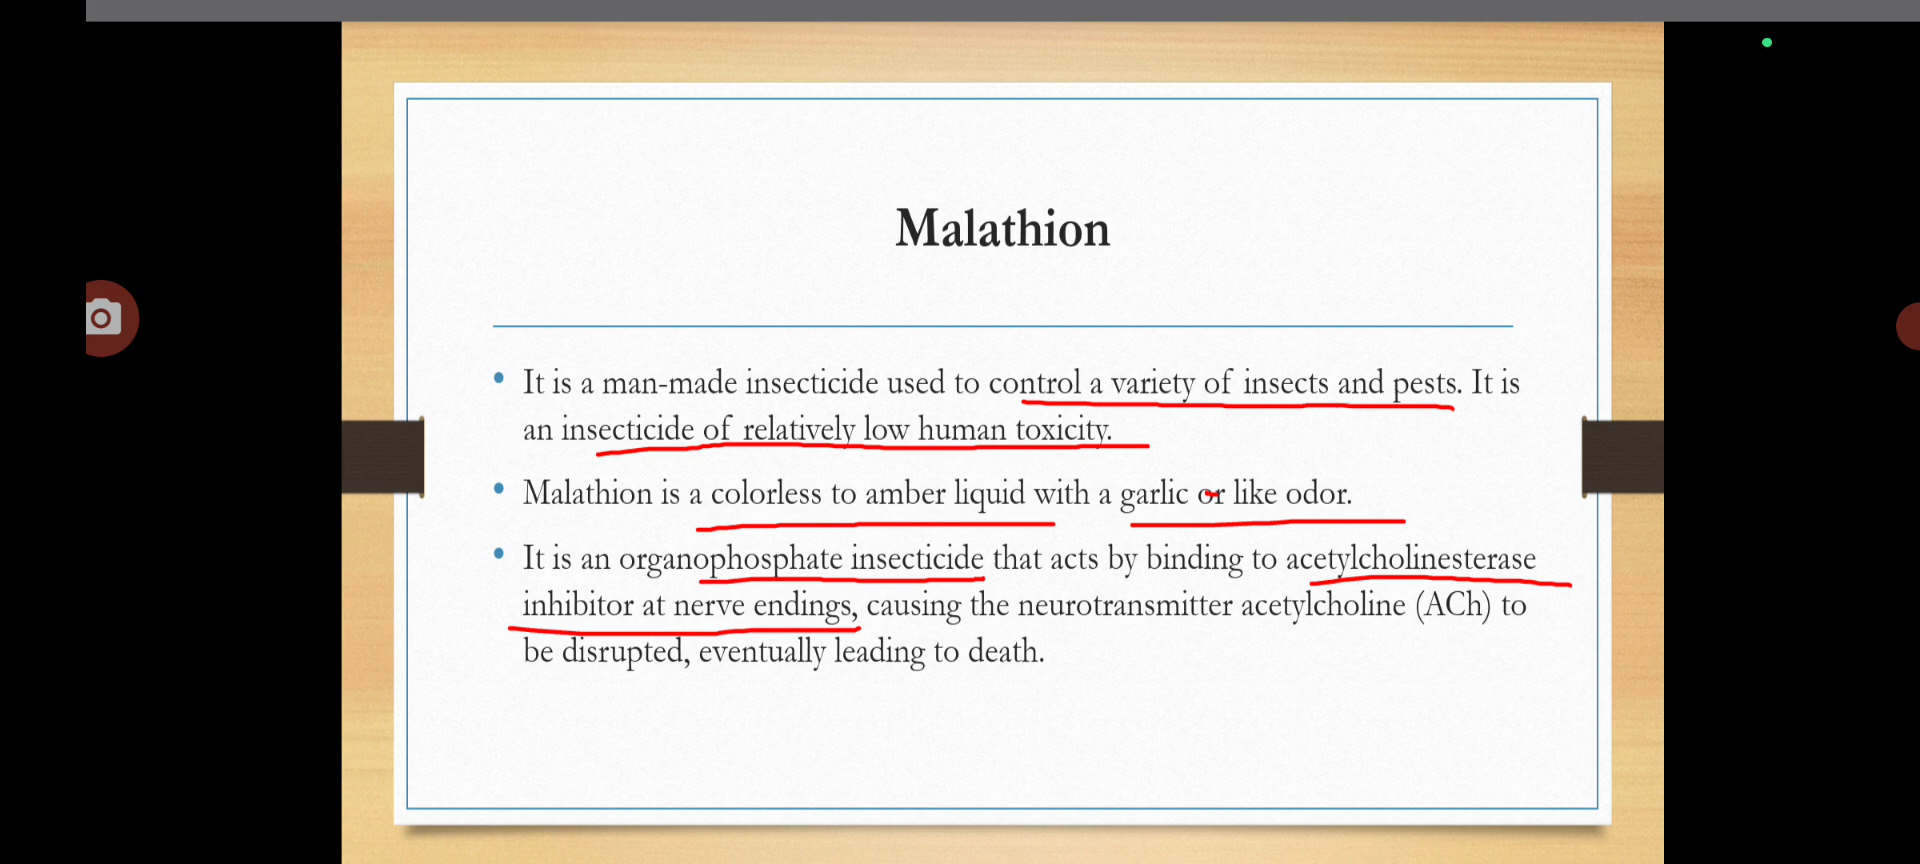 Malathion
• It is a man-made insecticide used to control a variety of insects and pests. It is
an insecticide of relatively low human toxicity.
• Malathion is a colorless to amber liquid with a garlic or like odor.
• It is an organophosphate insecticide that acts by binding to acetylcholinesterase
inhibitor at nerve endings, causing the neurotransmitter acetylcholine (ACh) to
be disrupted, eventually leading to death.